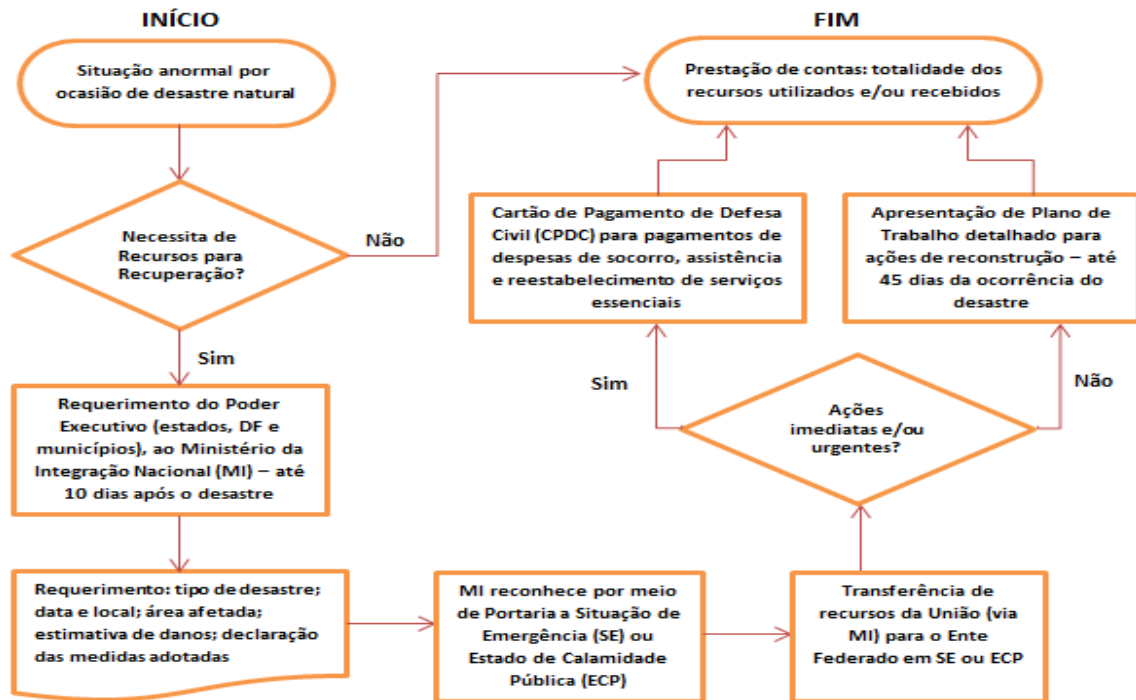 INÍCIO
Situação anormal por
ocasião de desastre natural
Necessita de
Recursos para
Recuperação?
Não
Sim
Requerimento do Poder
Executivo (estados, DF e
municípios), ao Ministério da
Integração Nacional (MI) – até
10 dias após o desastre
Requerimento: tipo de desastre;
data e local; área afetada;
estimativa de danos; declaração
das medidas adotadas
MI reconhece por meio
de Portaria a Situação de
Emergência (SE) ou
Estado de Calamidade
Pública (ECP)
Transferência de
recursos da União (via
MI) para o Ente
Federado em SE ou ECP
Ações
imediatas e/ou
urgentes?
Sim
Não
Cartão de Pagamento de Defesa
Civil (CPDC) para pagamentos de
despesas de socorro, assistência
e reestabelecimento de serviços
essenciais
Apresentação de Plano de
Trabalho detalhado para
ações de reconstrução – até
45 dias da ocorrência do
desastre
FIM
Prestação de contas: totalidade dos
recursos utilizados e/ou recebidos